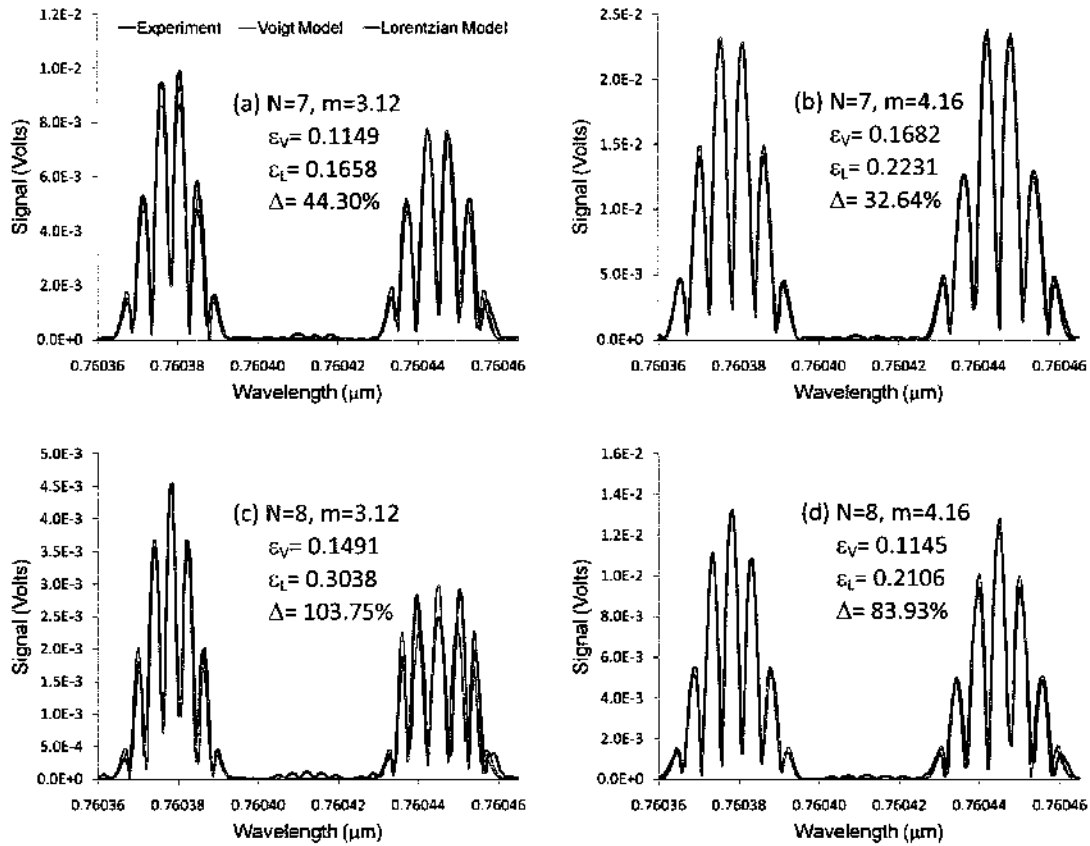 Experiment Voigt Model Lorentzian Model
Signal (Volts)
1.2E-2
1.0E-2
8.0E-3
6.0E-3
4.0E-3
2.0E-3
0.0E+0
(a) N=7, m=3.12
εV= 0.1149
εL= 0.1658
Δ= 44.30%
0.76036 0.76038 0.76040 0.76042 0.76044 0.76046
Wavelength (μm)
Signal (Volts)
2.5E-2
2.0E-2
1.5E-2
1.0E-2
5.0E-3
0.0E+0
(b) N=7, m=4.16
εV= 0.1682
εL= 0.2231
Δ= 32.64%
0.76036 0.76038 0.76040 0.76042 0.76044 0.76046
Wavelength (μm)
Signal (Volts)
5.0E-3
4.5E-3
4.0E-3
3.5E-3
3.0E-3
2.5E-3
2.0E-3
1.5E-3
1.0E-3
5.0E-4
0.0E+0
(c) N=8, m=3.12
εV= 0.1491
εL= 0.3038
Δ= 103.75%
0.76036 0.76038 0.76040 0.76042 0.76044 0.76046
Wavelength (μm)
Signal (Volts)
1.6E-2
1.4E-2
1.2E-2
1.0E-2
8.0E-3
6.0E-3
4.0E-3
2.0E-3
0.0E+0
(d) N=8, m=4.16
εV= 0.1145
εL= 0.2106
Δ= 83.93%
0.76036 0.76038 0.76040 0.76042 0.76044 0.76046
Wavelength (μm)